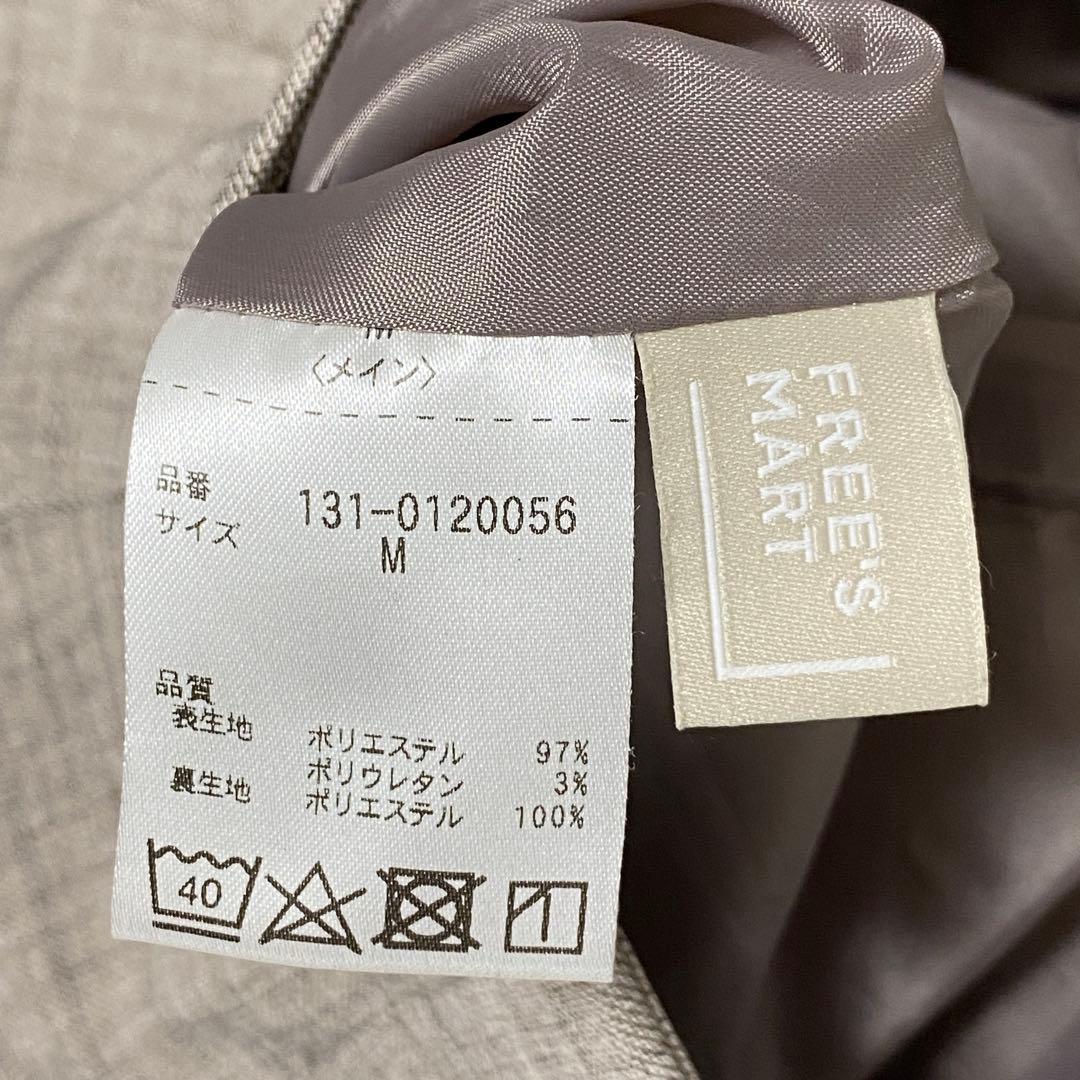 M
〈メイン〉
品番 131-0120056
サイズ M
品質
表生地 ポリエステル 97%
ポリウレタン 3%
裏生地 ポリエステル 100%
40
FREE'S
MART